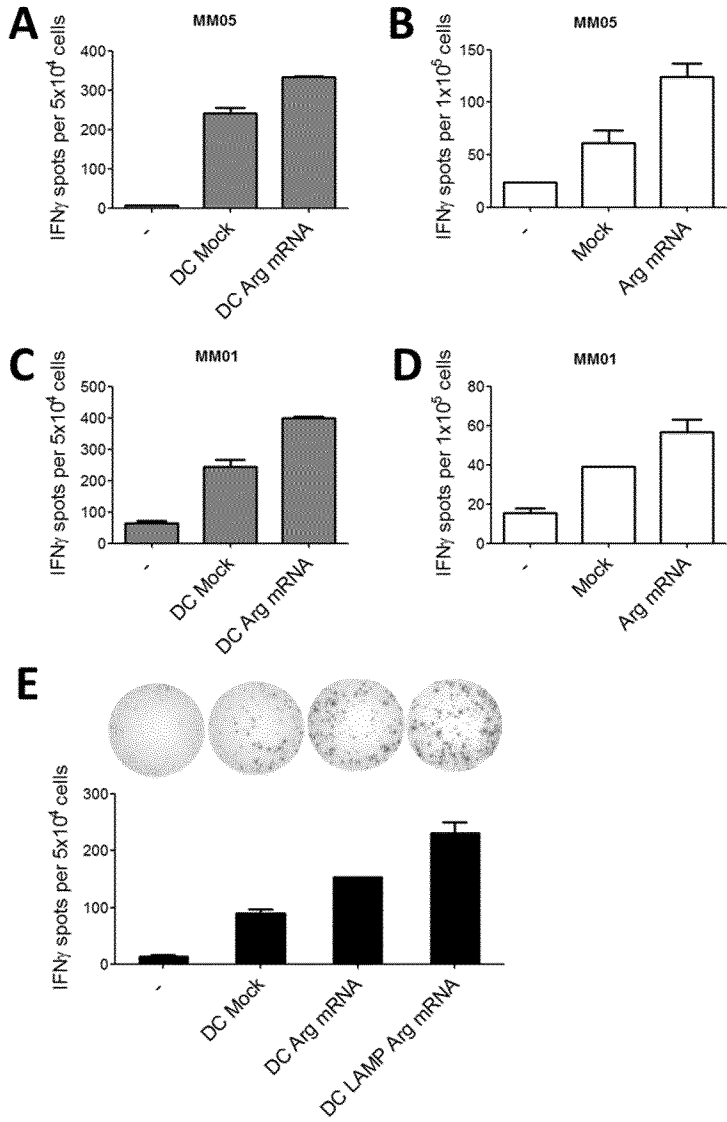 A
MM05
IFNγ spots per 5x10⁴ cells
400
300
200
100
0
-
DC Mock
DC Arg mRNA
B
MM05
IFNγ spots per 1x10⁵ cells
150
100
50
0
-
Mock
Arg mRNA
C
MM01
IFNγ spots per 5x10⁴ cells
500
400
300
200
100
0
-
DC Mock
DC Arg mRNA
D
MM01
IFNγ spots per 1x10⁵ cells
80
60
40
20
0
-
Mock
Arg mRNA
E
IFNγ spots per 5x10⁴ cells
300
200
100
0
-
DC Mock
DC Arg mRNA
DC LAMP Arg mRNA